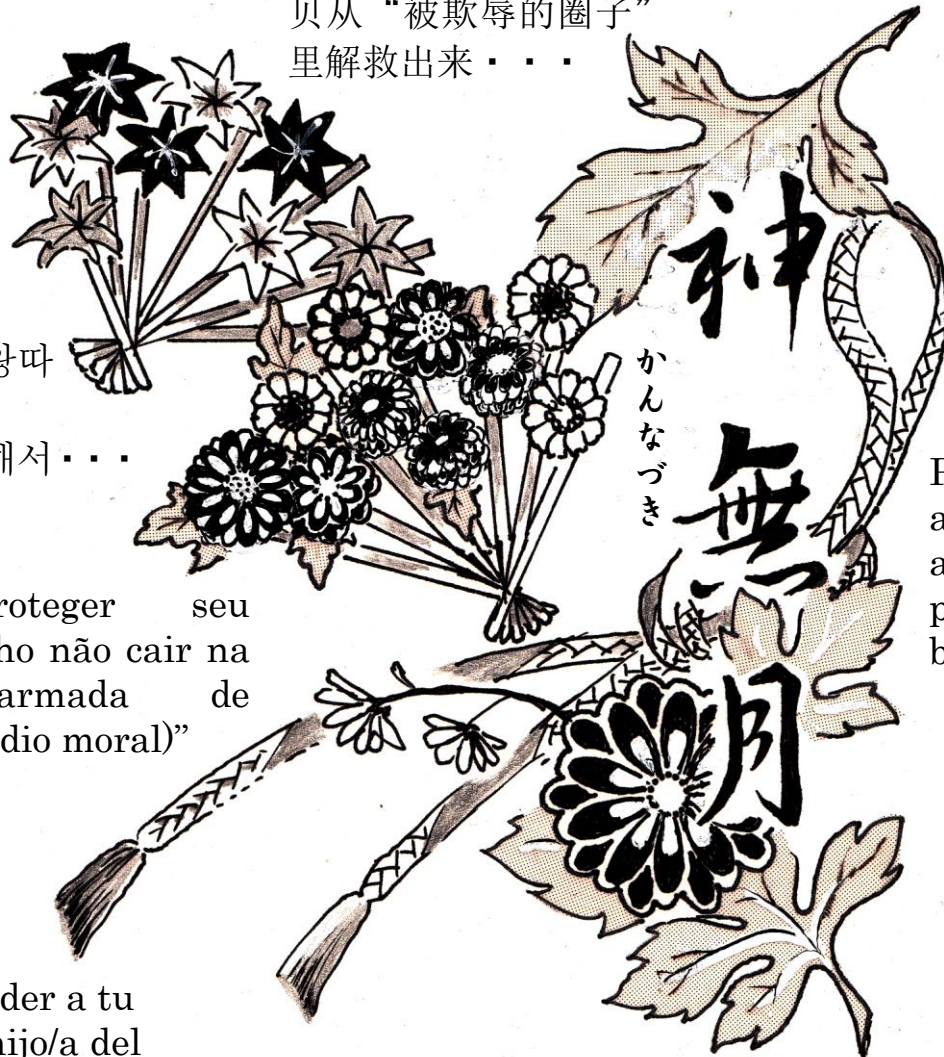 贝从“被欺辱的圈子”
里解救出来・・・
神無月
かんなづき
왕따
해서・・・
roteger seu
ho não cair na
armada de
dio moral)”
der a tu
hijo/a del